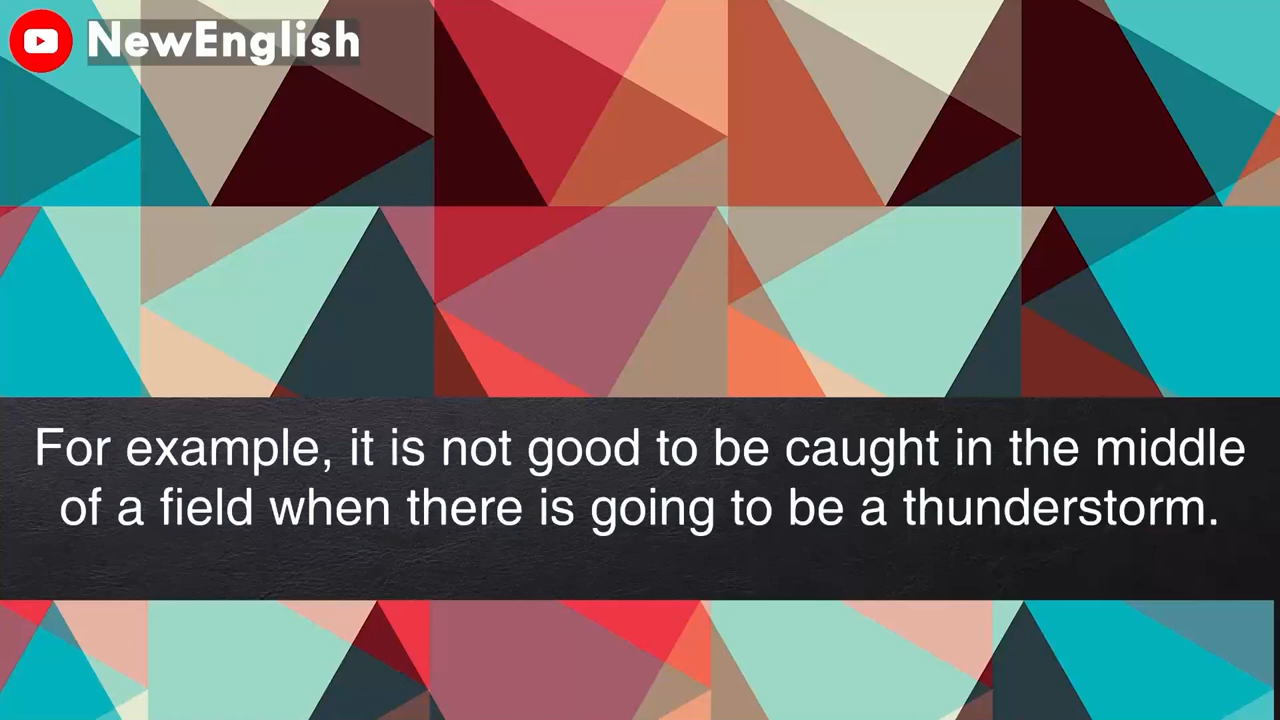 NewEnglish
For example, it is not good to be caught in the middle
of a field when there is going to be a thunderstorm.